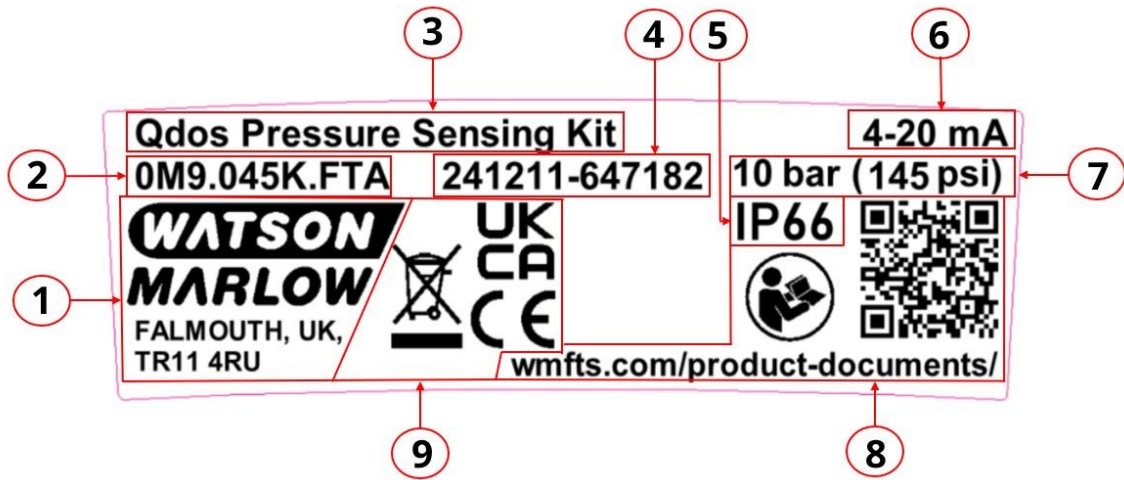 3 4 5 6
Qdos Pressure Sensing Kit 4-20 mA
2 0M9.045K.FTA 241211-647182 10 bar (145 psi) 7
WATSON UK IP66
MARLOW CA
1 FALMOUTH, UK, CE
TR11 4RU wmfts.com/product-documents/
9 8